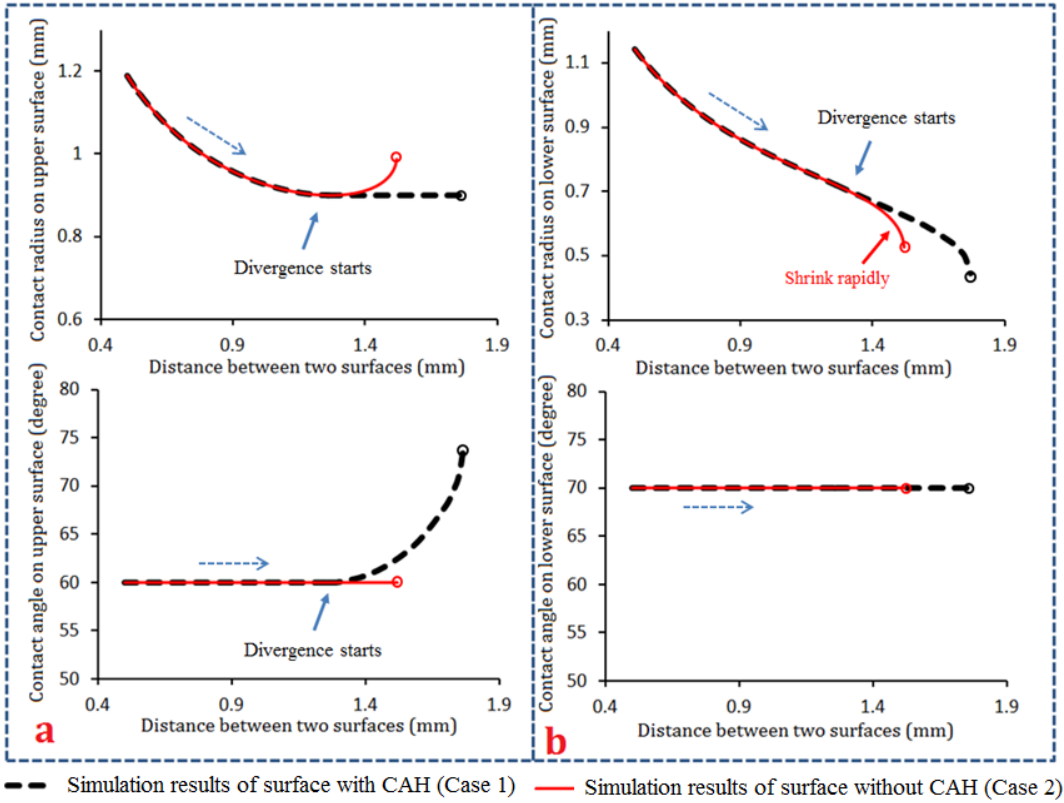 Contact radius on upper surface (mm)
1.2
1
0.8
0.6
Divergence starts
0.4 0.9 1.4 1.9
Distance between two surfaces (mm)
Contact radius on lower surface (mm)
1.1
0.9
0.7
0.5
0.3
Divergence starts
Shrink rapidly
0.4 0.9 1.4 1.9
Distance between two surfaces (mm)
Contact angle on upper surface (degree)
80
75
70
65
60
55
50
Divergence starts
0.4 0.9 1.4 1.9
Distance between two surfaces (mm)
a
Contact angle on lower surface (degree)
80
75
70
65
60
55
50
0.4 0.9 1.4 1.9
Distance between two surfaces (mm)
b
Simulation results of surface with CAH (Case 1)
Simulation results of surface without CAH (Case 2)